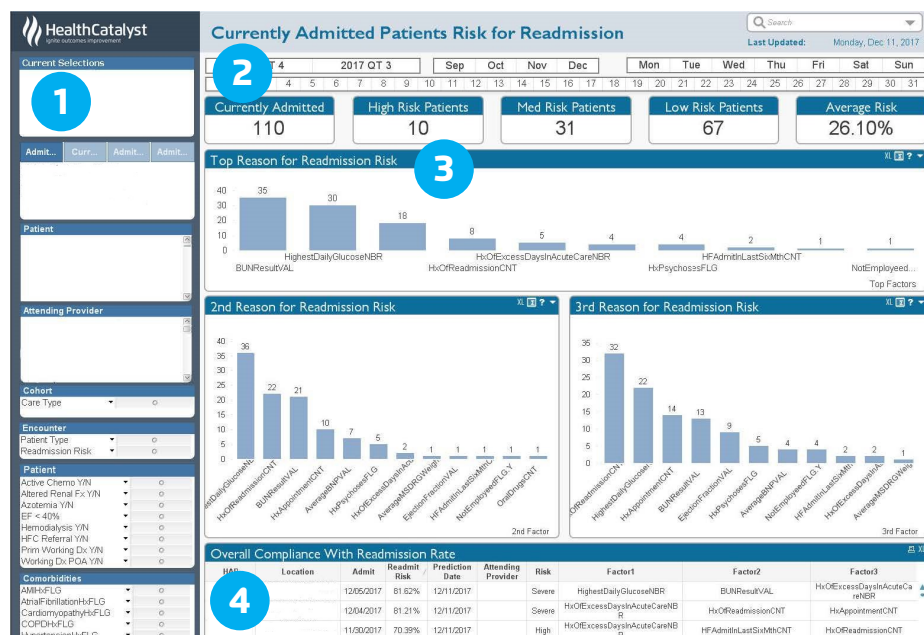 HealthCatalyst
ignite outcomes improvement
Currently Admitted Patients Risk for Readmission
Search
Last Updated: Monday, Dec 11, 2017
Current Selections
1
2
T 4 2017 QT 3 Sep Oct Nov Dec Mon Tue Wed Thu Fri Sat Sun
4 5 6 7 8 9 10 11 12 13 14 15 16 17 18 19 20 21 22 23 24 25 26 27 28 29 30 31
Currently Admitted High Risk Patients Med Risk Patients Low Risk Patients Average Risk
110 10 31 67 26.10%
Admit... Curr... Admit... Admit...
Top Reason for Readmission Risk XL ?
3
40
30
20
10
0
35 30 18 8 5 4 4 2 1 1
HighestDailyGlucoseNBR HxOfExcessDaysInAcuteCareNBR HFAdmitInLastSixMthCNT
BUNResultVAL HxOfReadmissionCNT HxPsychosesFLG NotEmployeed...
Top Factors
Patient
Attending Provider
Cohort
Care Type
Encounter
Patient Type
Readmission Risk
Patient
Active Chemo Y/N
Altered Renal Fx Y/N
Azotemia Y/N
EF < 40%
Hemodialysis Y/N
HFC Referral Y/N
Prim Working Dx Y/N
Working Dx POA Y/N
Comorbidities
AMIHxFLG
AtrialFibrillationHxFLG
CardiomyopathyHxFLG
COPDHxFLG
HypertensionHxFLG
2nd Reason for Readmission Risk XL ?
40
35
30
25
20
15
10
5
0
36 22 21 10 7 5 2 1 1 1 1 1
HxOfReadmissionCNT
BUNResultVAL
HxAppointmentCNT
AverageBNPVAL
HxPsychosesFLG
HxOfExcessDaysInAcu...
AverageMSDRGWeigh...
EjectionFractionVAL
HFAdmitInLastSixMthC...
NotEmployedFLG.Y
OralDrugsCNT
2nd Factor
3rd Reason for Readmission Risk XL ?
35
30
25
20
15
10
5
0
32 22 14 13 9 5 4 4 2 2 1
HighestDailyGlucose...
HxAppointmentCNT
BUNResultVAL
EjectionFractionVAL
HxPsychosesFLG
AverageBNPVAL
NotEmployedFLG.Y
HFAdmitInLastSixMth...
HxOfExcessDaysInA...
AverageMSDRGWeig...
3rd Factor
Overall Compliance With Readmission Rate XL
4
Location Admit Readmit Risk Prediction Date Attending Provider Risk Factor1 Factor2 Factor3
12/05/2017 81.62% 12/11/2017 Severe HighestDailyGlucoseNBR BUNResultVAL HxOfExcessDaysInAcuteCareNBR
12/04/2017 81.21% 12/11/2017 Severe HxOfExcessDaysInAcuteCareNBR HxOfReadmissionCNT HxAppointmentCNT
11/30/2017 70.39% 12/11/2017 High HxOfExcessDaysInAcuteCareNB HFAdmitInLastSixMthCNT HxOfReadmissionCNT